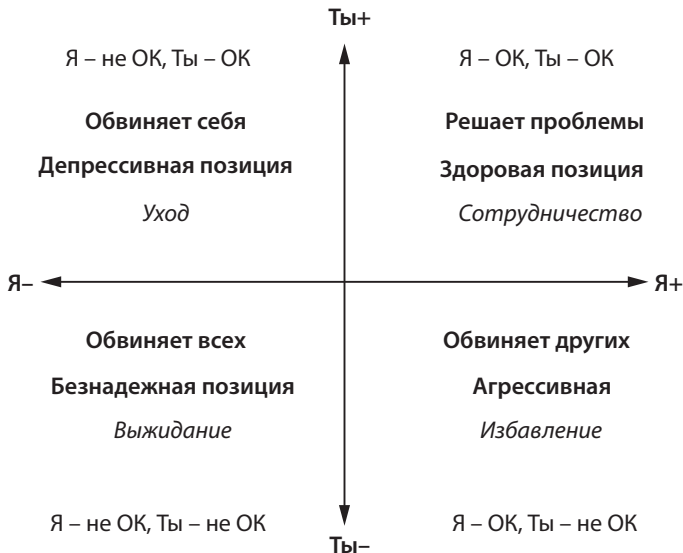 Ты+
Я – не ОК, Ты – ОК
Я – ОК, Ты – ОК
Обвиняет себя
Решает проблемы
Депрессивная позиция
Здоровая позиция
Уход
Сотрудничество
Я–
Я+
Обвиняет всех
Обвиняет других
Безнадежная позиция
Агрессивная
Выжидание
Избавление
Я – не ОК, Ты – не ОК
Я – ОК, Ты – не ОК
Ты–